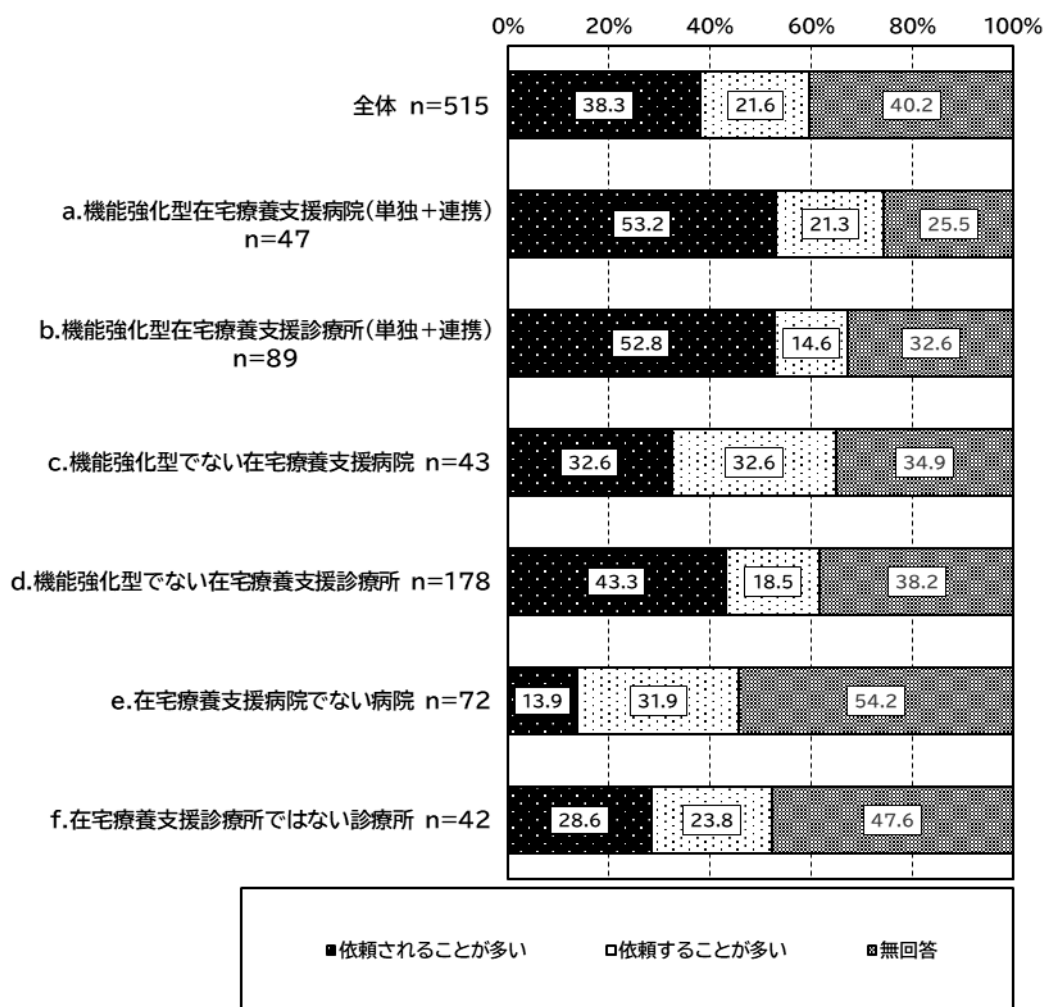 0% 20% 40% 60% 80% 100%
全体 n=515 38.3 21.6 40.2
a.機能強化型在宅療養支援病院(単独+連携)
n=47
53.2 21.3 25.5
b.機能強化型在宅療養支援診療所(単独+連携)
n=89
52.8 14.6 32.6
c.機能強化型でない在宅療養支援病院 n=43 32.6 32.6 34.9
d.機能強化型でない在宅療養支援診療所 n=178 43.3 18.5 38.2
e.在宅療養支援病院でない病院 n=72 13.9 31.9 54.2
f.在宅療養支援診療所ではない診療所 n=42 28.6 23.8 47.6
依頼されることが多い 依頼することが多い 無回答